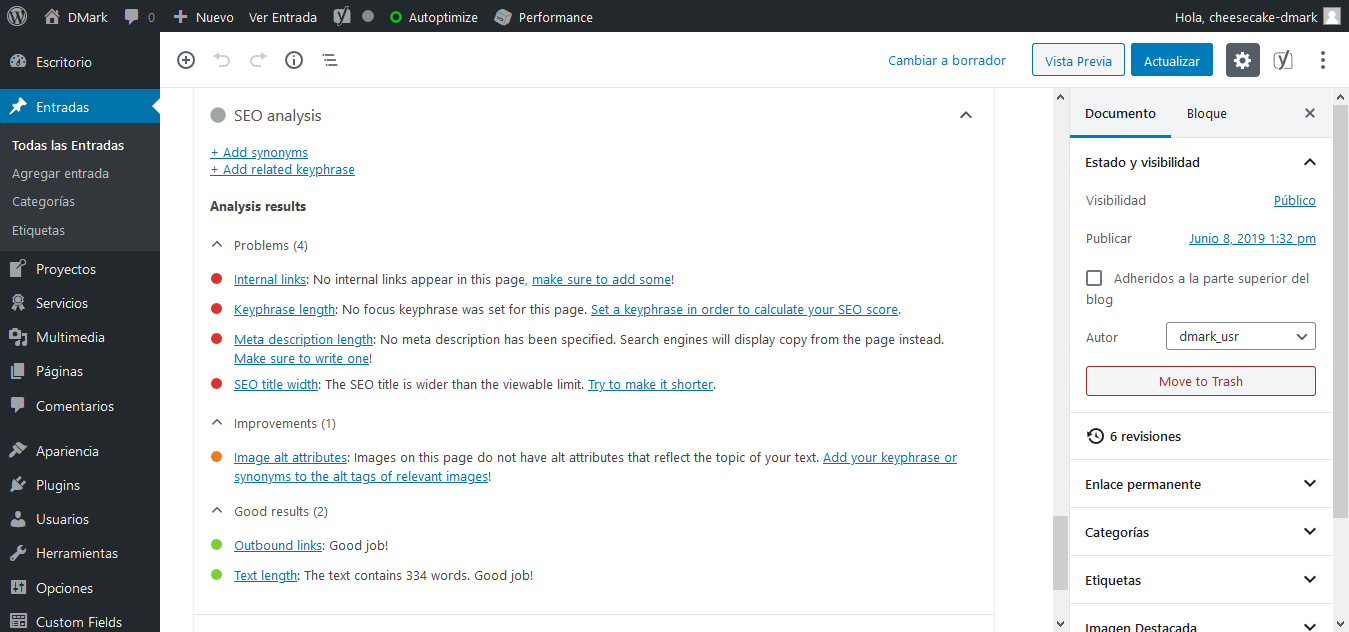 DMark
0
Nuevo
Ver Entrada
Autoptimize
Performance
Hola, cheesecake-dmark
Escritorio
Entradas
Todas las Entradas
Agregar entrada
Categorías
Etiquetas
Proyectos
Servicios
Multimedia
Páginas
Comentarios
Apariencia
Plugins
Usuarios
Herramientas
Opciones
Custom Fields
Cambiar a borrador
Vista Previa
Actualizar
SEO analysis
+ Add synonyms
+ Add related keyphrase
Analysis results
Problems (4)
Internal links: No internal links appear in this page, make sure to add some!
Keyphrase length: No focus keyphrase was set for this page. Set a keyphrase in order to calculate your SEO score.
Meta description length: No meta description has been specified. Search engines will display copy from the page instead.
Make sure to write one!
SEO title width: The SEO title is wider than the viewable limit. Try to make it shorter.
Improvements (1)
Image alt attributes: Images on this page do not have alt attributes that reflect the topic of your text. Add your keyphrase or
synonyms to the alt tags of relevant images!
Good results (2)
Outbound links: Good job!
Text length: The text contains 334 words. Good job!
Documento
Bloque
Estado y visibilidad
Visibilidad
Público
Publicar
Junio 8, 2019 1:32 pm
Adheridos a la parte superior del
blog
Autor
dmark_usr
Move to Trash
6 revisiones
Enlace permanente
Categorías
Etiquetas
Imagen Destacada